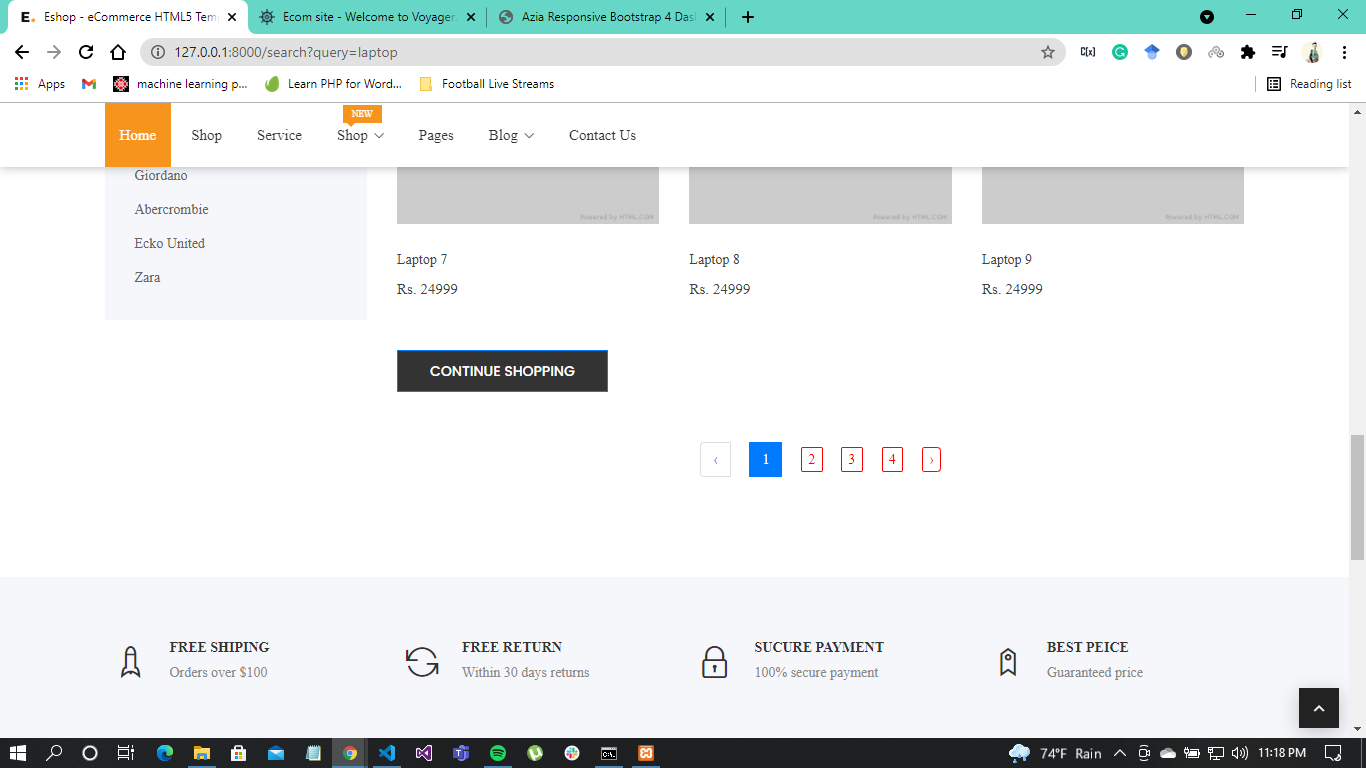 E. Eshop - eCommerce HTML5 Tem
Ecom site - Welcome to Voyager.
Azia Responsive Bootstrap 4 Das
127.0.0.1:8000/search?query=laptop
Apps
machine learning p...
Learn PHP for Word...
Football Live Streams
Reading list
NEW
Home
Shop
Service
Shop
Pages
Blog
Contact Us
Giordano
Abercrombie
Ecko United
Zara
Powered by HTML.COM
Powered by HTML.COM
Powered by HTML.COM
Laptop 7
Laptop 8
Laptop 9
Rs. 24999
Rs. 24999
Rs. 24999
CONTINUE SHOPPING
‹ 1 2 3 4 ›
FREE SHIPING
Orders over $100
FREE RETURN
Within 30 days returns
SUCURE PAYMENT
100% secure payment
BEST PEICE
Guaranteed price
74°F Rain
11:18 PM